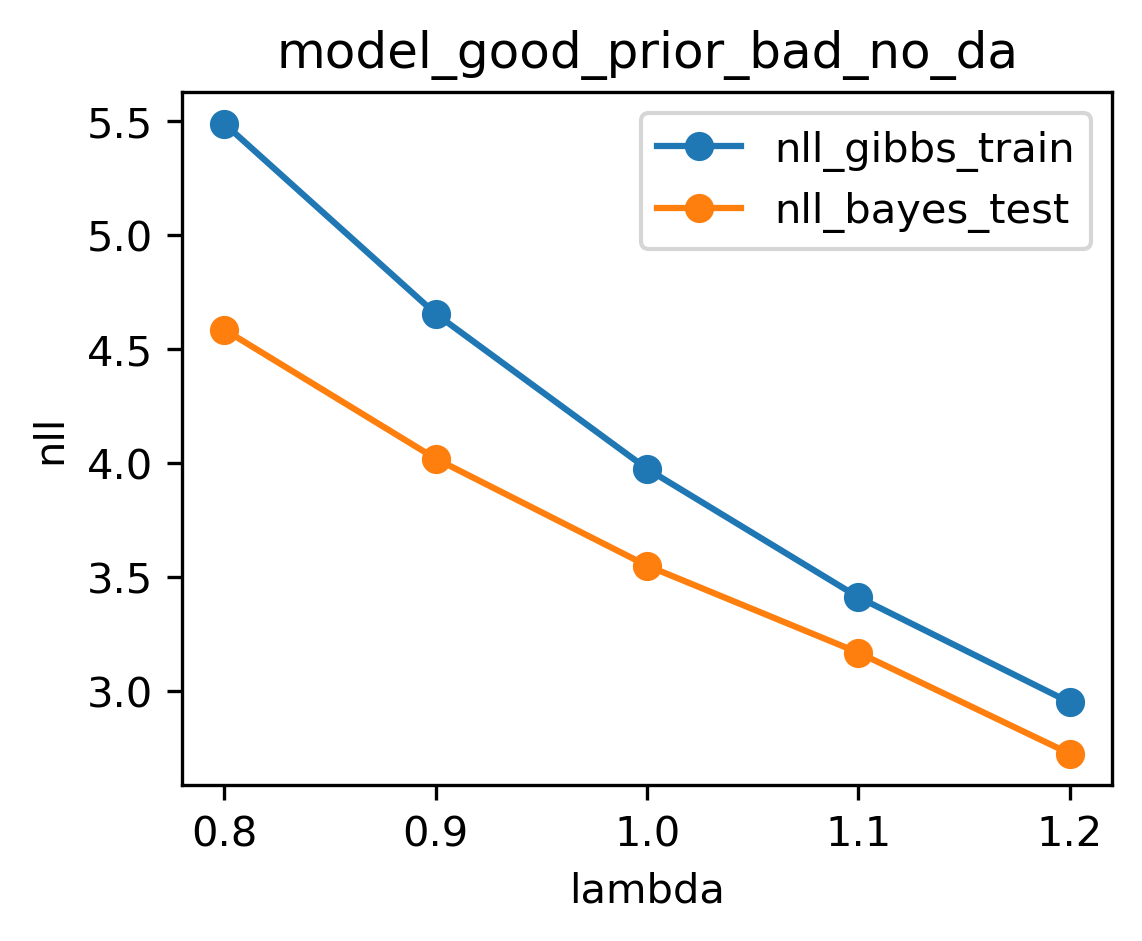 model_good_prior_bad_no_da
nll_gibbs_train
nll_bayes_test
5.5
5.0
4.5
4.0
3.5
3.0
nll
0.8 0.9 1.0 1.1 1.2
lambda